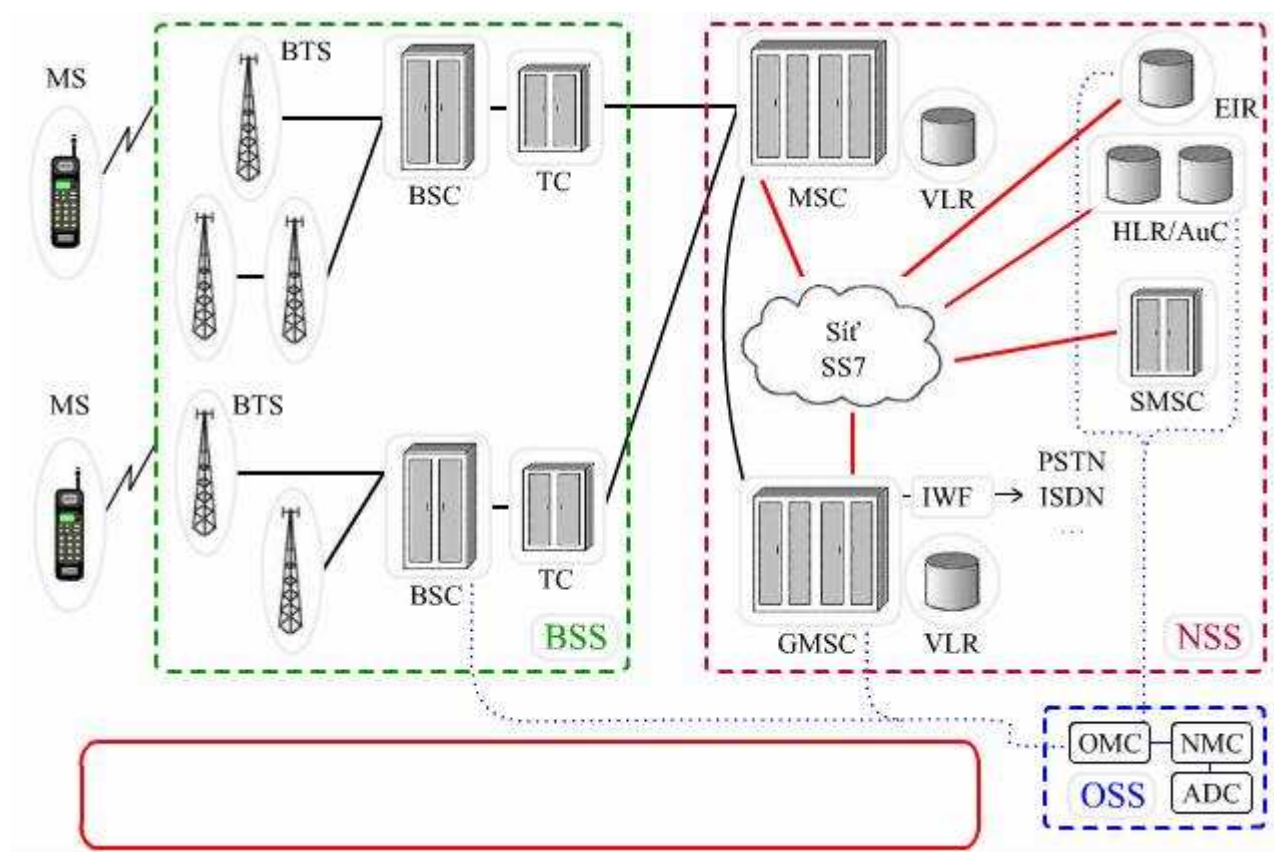 MS
BTS
BSC
TC
MSC
VLR
EIR
HLR/AuC
Síť
SS7
SMSC
MS
BTS
BSC
TC
BSS
GMSC
VLR
IWF
PSTN
ISDN
...
NSS
OMC
NMC
OSS
ADC